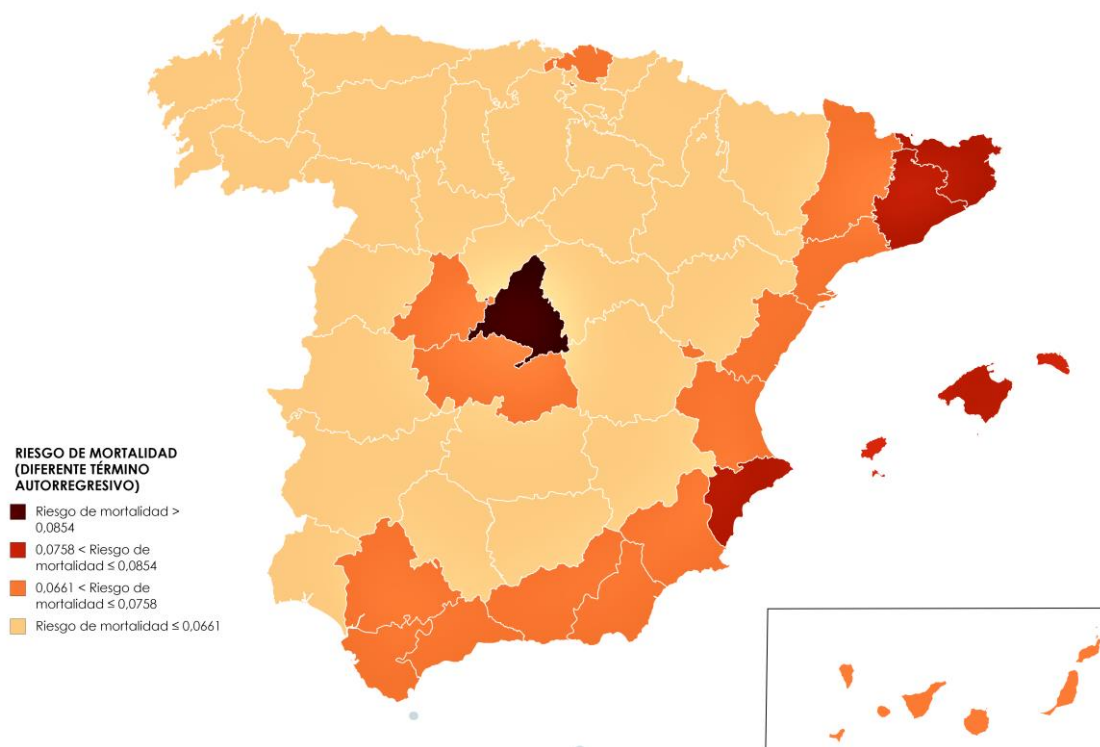 RIESGO DE MORTALIDAD
(DIFERENTE TÉRMINO
AUTORREGRESIVO)
Riesgo de mortalidad >
0,0854
0,0758 < Riesgo de
mortalidad ≤ 0,0854
0,0661 < Riesgo de
mortalidad ≤ 0,0758
Riesgo de mortalidad ≤ 0,0661